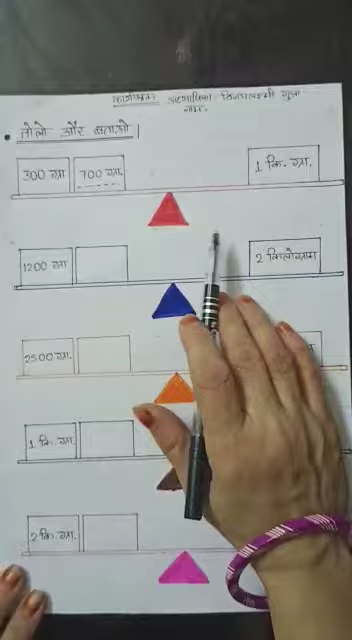 तोलो और बताओ।
300 ग्रा 700 ग्रा. 1 कि. ग्रा.
1200 ग्रा 2 किलोग्राम
2500 ग्रा.
1 कि. ग्रा.
2 कि. ग्रा.